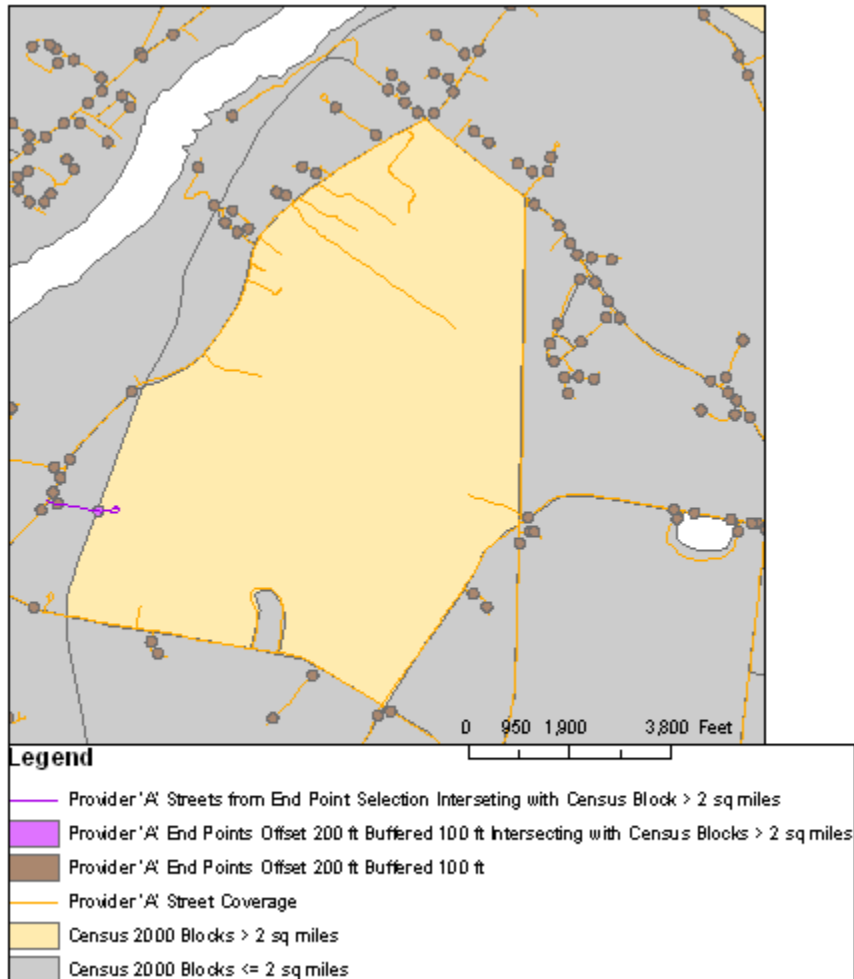 0 950 1,900 3,800 Feet
Legend
Provider 'A' Streets from End Point Selection Interseting with Census Block > 2 sq miles
Provider 'A' End Points Offset 200 ft Buffered 100 ft Intersecting with Census Blocks > 2 sq miles
Provider 'A' End Points Offset 200 ft Buffered 100 ft
Provider 'A' Street Coverage
Census 2000 Blocks > 2 sq miles
Census 2000 Blocks <= 2 sq miles